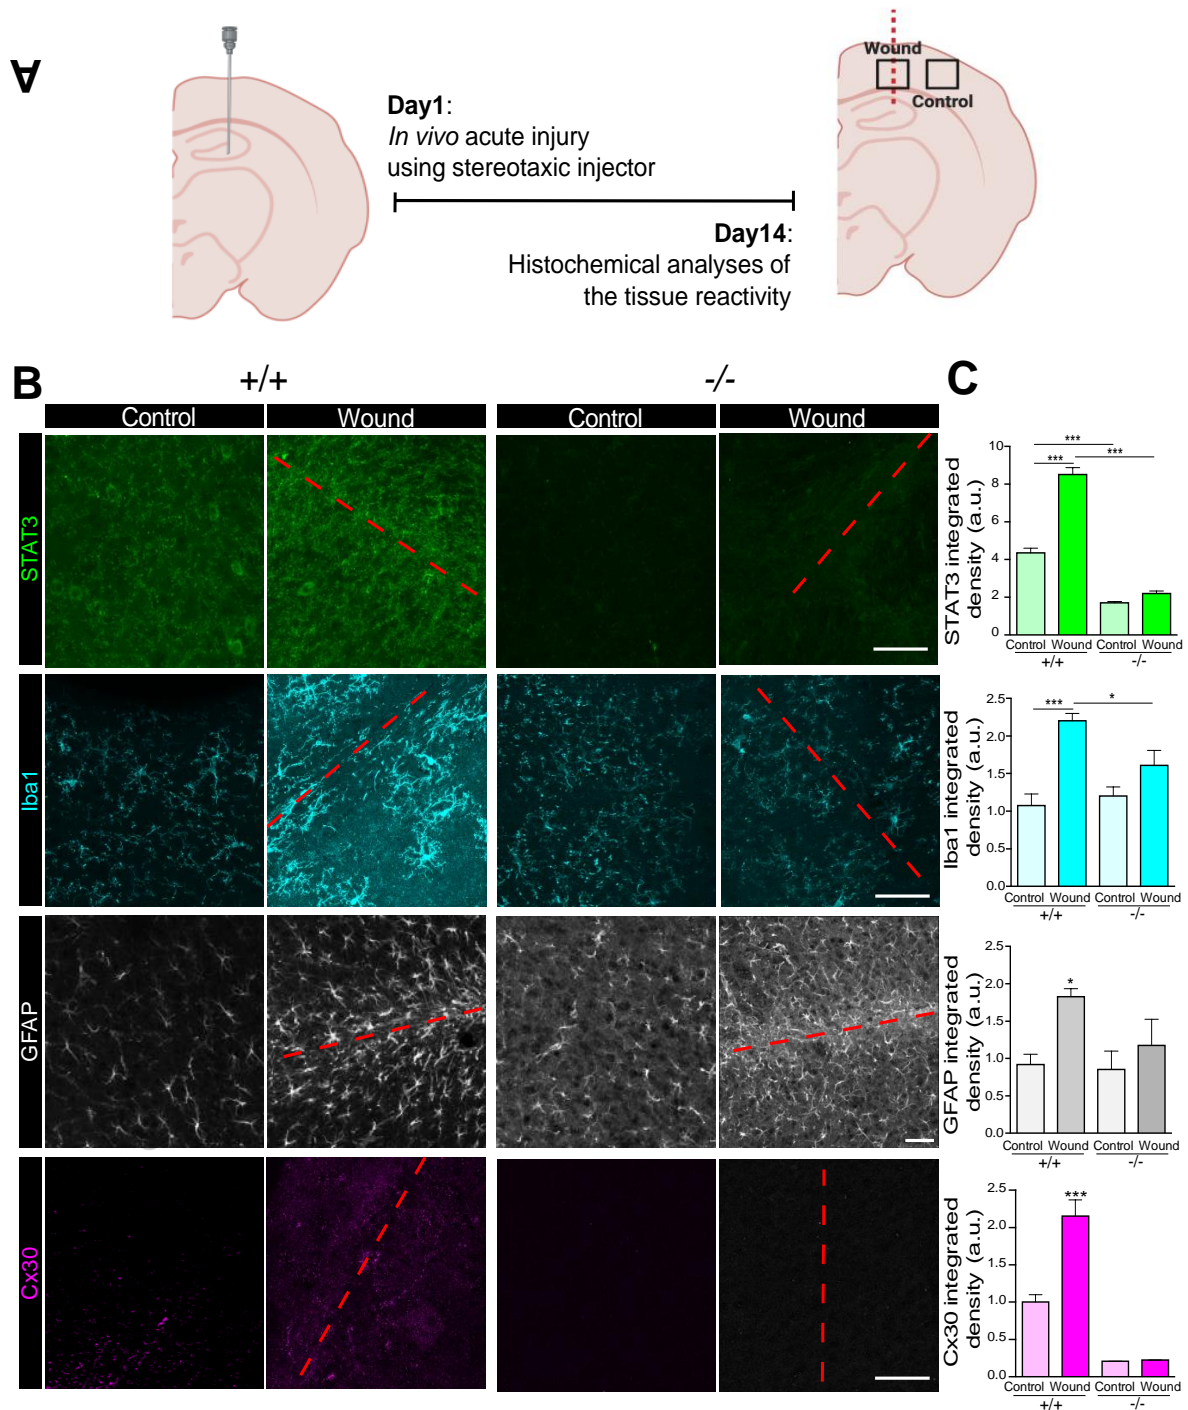 A
Day1:
In vivo acute injury
using stereotaxic injector
Day14:
Histochemical analyses of
the tissue reactivity
Wound
Control
B
+/+
-/-
Control
Wound
Control
Wound
STAT3
Iba1
GFAP
Cx30
C
STAT3 integrated
density (a.u.)
10
8
6
4
2
0
***
***
***
Control Wound Control Wound
+/+ -/-
Iba1 integrated
density (a.u.)
2.5
2.0
1.5
1.0
0.5
0.0
***
*
Control Wound Control Wound
+/+ -/-
GFAP integrated
density (a.u.)
2.5
2.0
1.5
1.0
0.5
0.0
*
Control Wound Control Wound
+/+ -/-
Cx30 integrated
density (a.u.)
2.5
2.0
1.5
1.0
0.5
0.0
***
Control Wound Control Wound
+/+ -/-